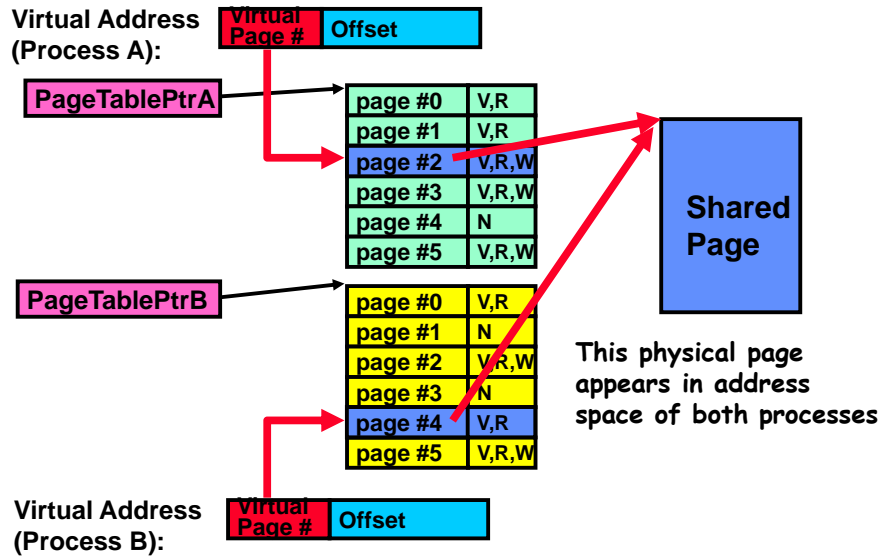 Virtual Address
(Process A):
Virtual
Page #
Offset
PageTablePtrA
page #0 V,R
page #1 V,R
page #2 V,R,W
page #3 V,R,W
page #4 N
page #5 V,R,W
Shared
Page
PageTablePtrB
page #0 V,R
page #1 N
page #2 V,R,W
page #3 N
page #4 V,R
page #5 V,R,W
This physical page
appears in address
space of both processes
Virtual Address
(Process B):
Virtual
Page #
Offset